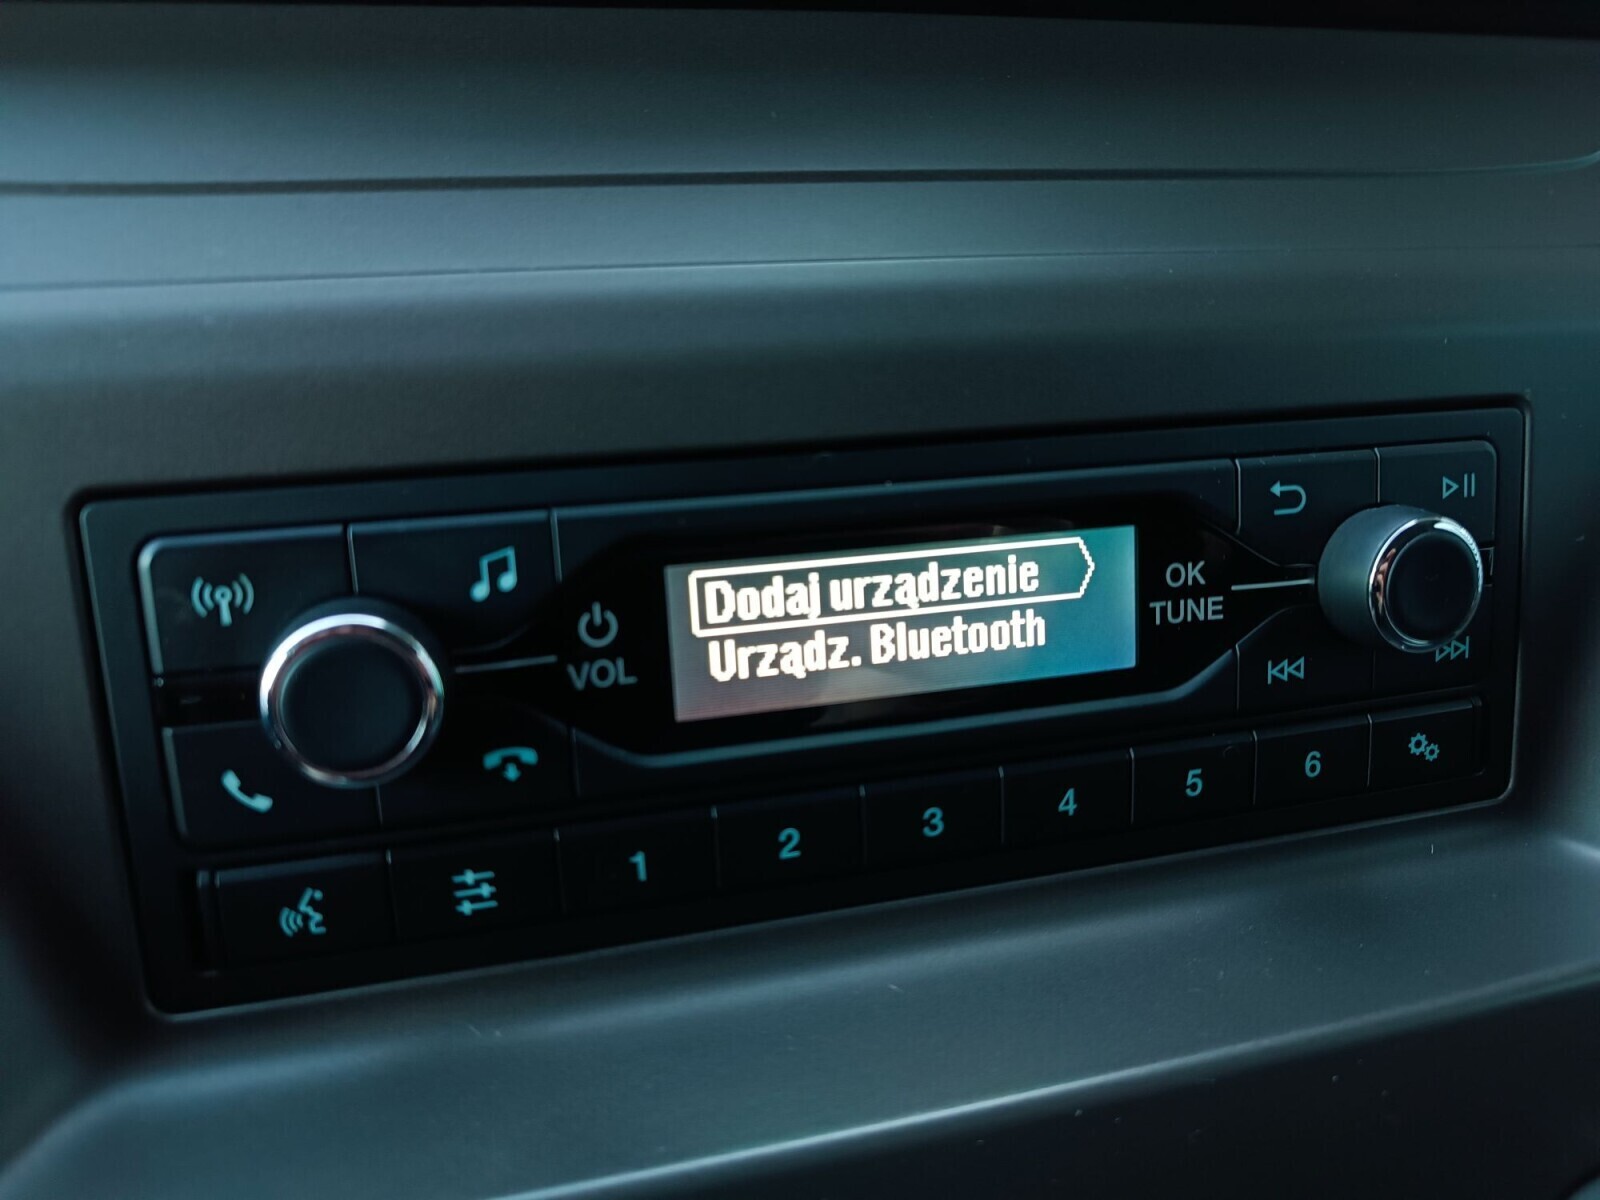 Dodaj urządzenie
Urządz. Bluetooth
VOL
OK
TUNE
1
2
3
4
5
6